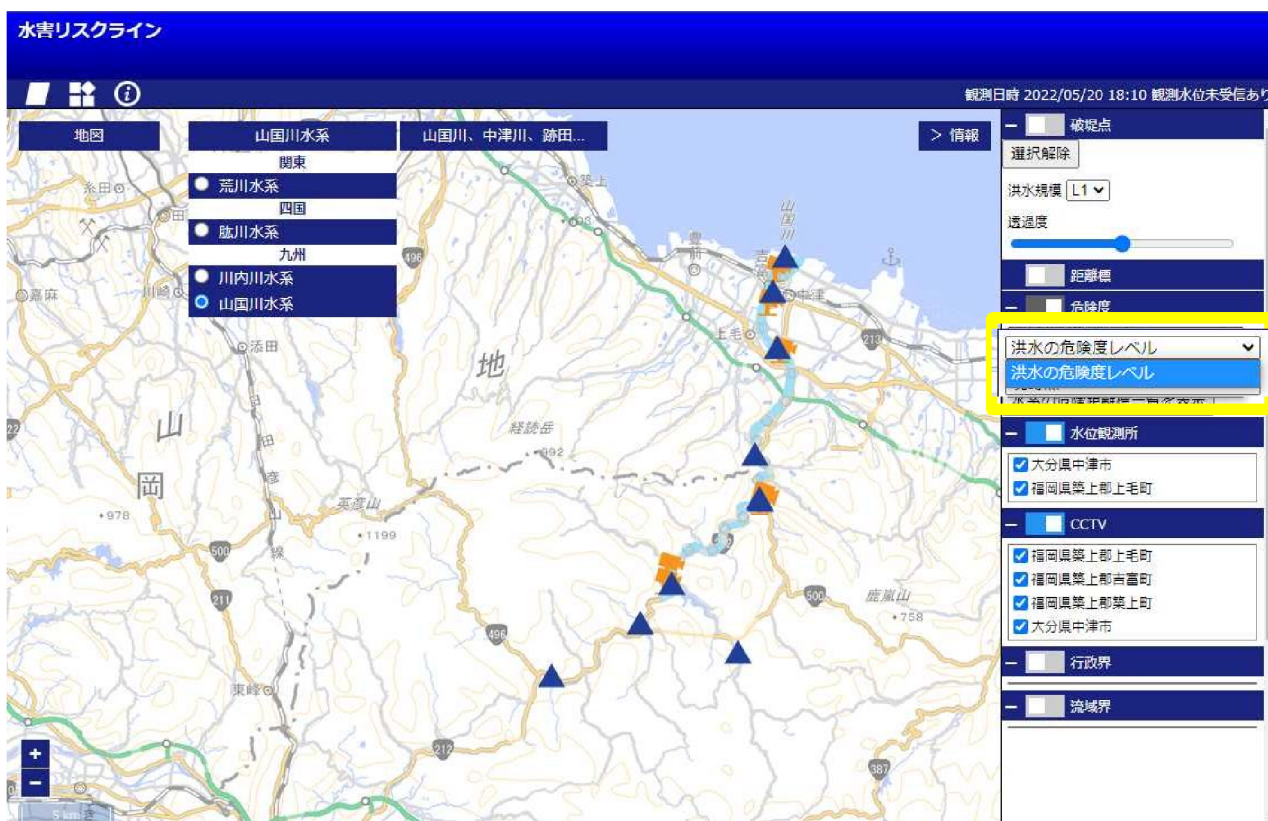 水害リスクライン
観測日時 2022/05/20 18:10 観測水位未受信あり
地図
山国川水系
山国川、中津川、跡田...
> 情報
関東
荒川水系
四国
肱川水系
九州
川内川水系
山国川水系
破堤点
選択解除
洪水規模 L1
透過度
距離標
危険度
洪水の危険度レベル
洪水の危険度レベル
水位観測所
大分県中津市
福岡県築上郡上毛町
CCTV
福岡県築上郡上毛町
福岡県築上郡吉富町
福岡県築上郡築上町
大分県中津市
行政界
流域界
糸田
築上
山国川
豊前
496
嘉麻
川崎
中津
上毛
213
添田
地
山
岡
経読岳
・992
英彦山
・1199
・978
田彦山線
500
211
496
500
鹿嵐山
・758
東峰
212
387
+
−
5 km